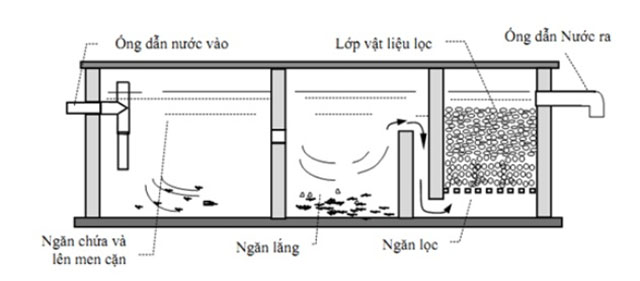 Ống dẫn nước vào
Lớp vật liệu lọc
Ống dẫn Nước ra
Ngăn chứa và
lên men cặn
Ngăn lắng
Ngăn lọc